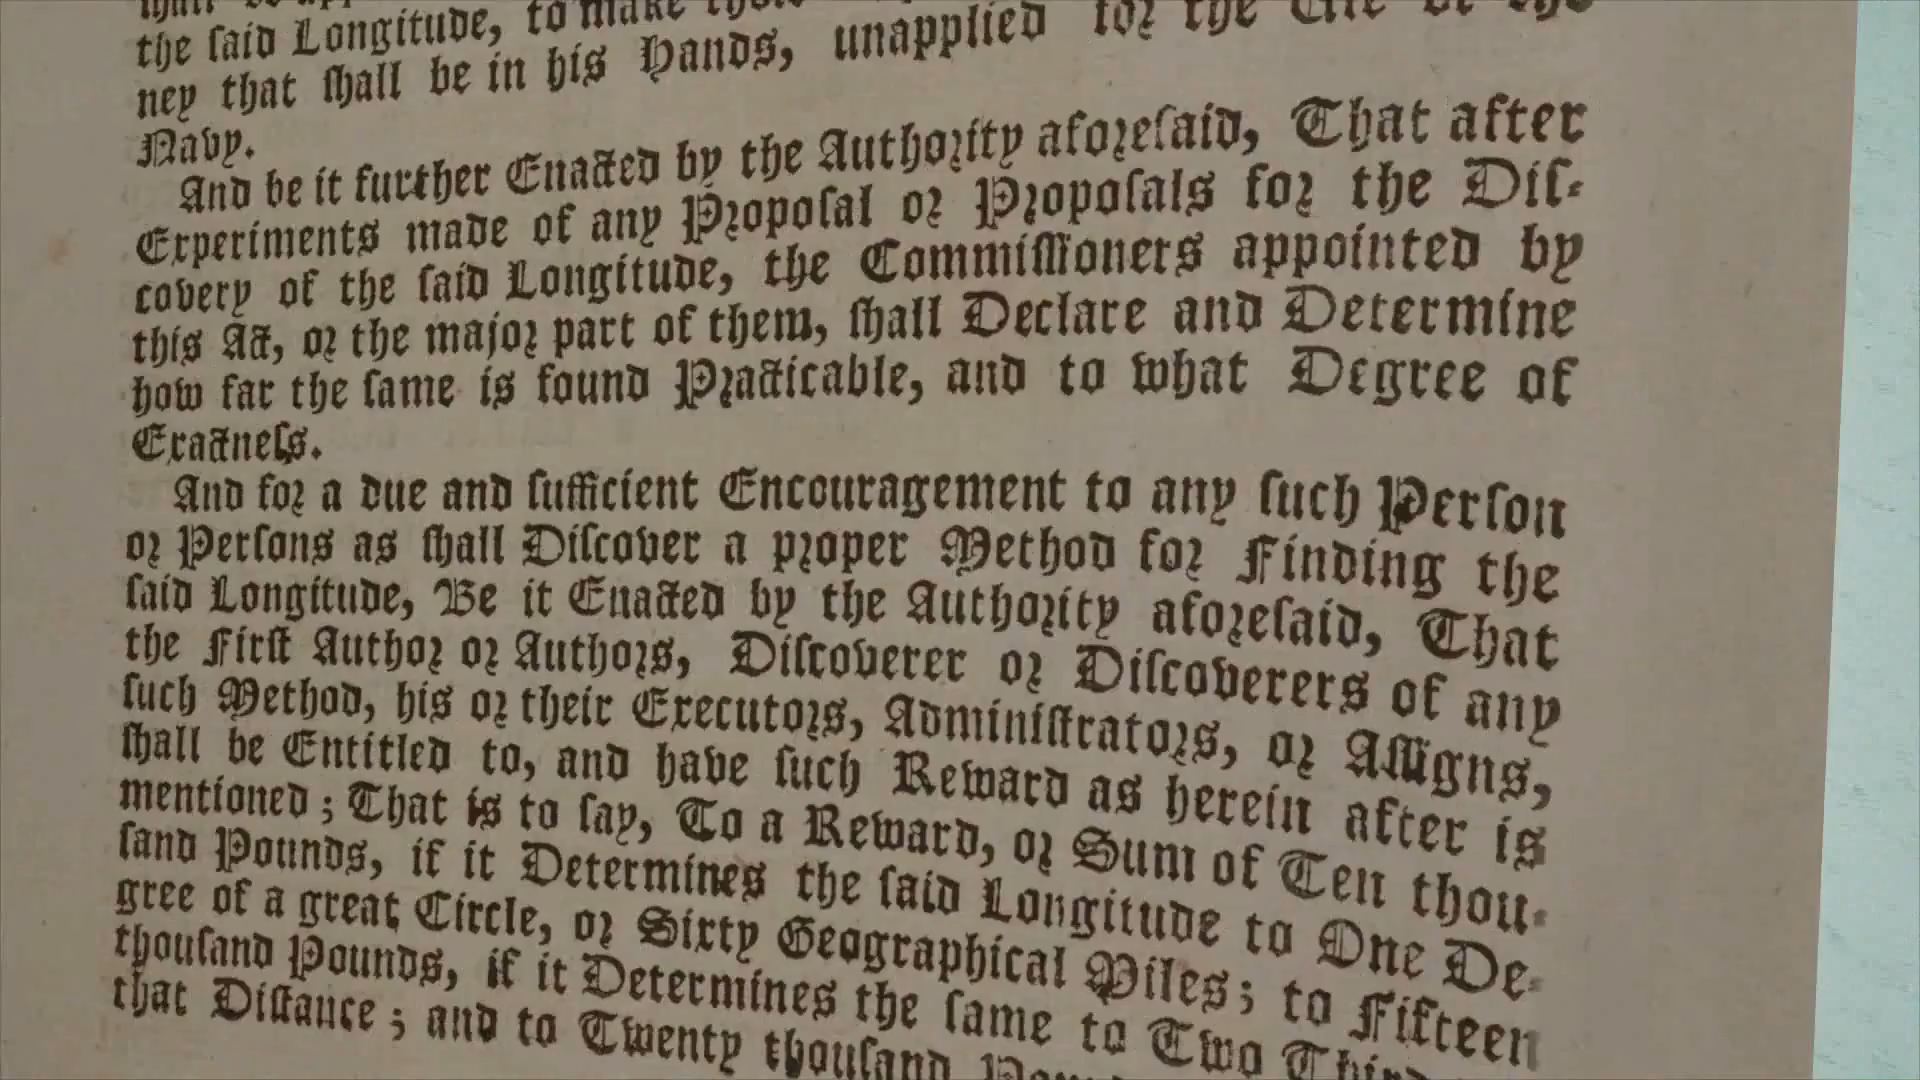 the ſaid Longitude, to make
ney that ſhall be in his Hands, unapplied for the Uſe of the
Navy.
And be it further Enacted by the Authority aforeſaid, That after
Experiments made of any Propoſal or Propoſals for the Diſ-
covery of the ſaid Longitude, the Commiſſioners appointed by
this Act, or the major part of them, ſhall Declare and Determine
how far the ſame is found Practicable, and to what Degree of
Exactneſs.
And for a due and ſufficient Encouragement to any ſuch Perſon
or Perſons as ſhall Diſcover a proper Method for Finding the
ſaid Longitude, Be it Enacted by the Authority aforeſaid, That
the Firſt Author or Authors, Diſcoverer or Diſcoverers of any
ſuch Method, his or their Executors, Adminiſtrators, or Aſſigns,
ſhall be Entitled to, and have ſuch Reward as herein after is
mentioned; That is to ſay, To a Reward, or Sum of Ten thou-
ſand Pounds, if it Determines the ſaid Longitude to One De-
gree of a great Circle, or Sixty Geographical Miles; to Fifteen
thouſand Pounds, if it Determines the ſame to Two
that Diſtance; and to Twenty thouſand